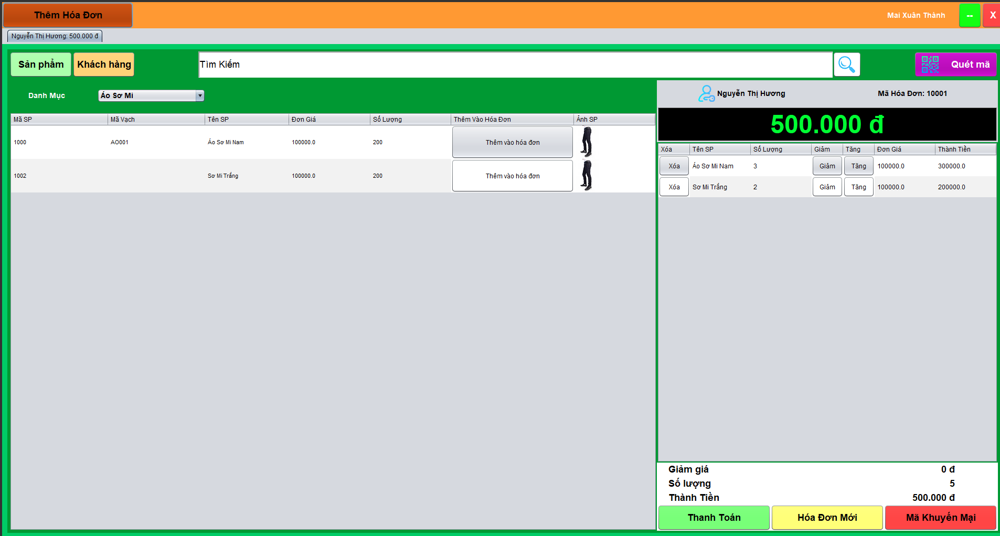 Thêm Hóa Đơn
Mai Xuân Thành
--
X
Nguyễn Thị Hương: 500.000 đ
Sản phẩm
Khách hàng
Tìm Kiếm
Quét mã
Danh Mục
Áo Sơ Mi
Mã SP Mã Vạch Tên SP Đơn Giá Số Lượng Thêm Vào Hóa Đơn Ảnh SP
1000 AO001 Áo Sơ Mi Nam 100000.0 200 Thêm vào hóa đơn
1002 Sơ Mi Trắng 100000.0 200 Thêm vào hóa đơn
Nguyễn Thị Hương
Mã Hóa Đơn: 10001
500.000 đ
Xóa Tên SP Số Lượng Giảm Tăng Đơn Giá Thành Tiền
Xóa Áo Sơ Mi Nam 3 Giảm Tăng 100000.0 300000.0
Xóa Sơ Mi Trắng 2 Giảm Tăng 100000.0 200000.0
Giảm giá 0 đ
Số lượng 5
Thành Tiền 500.000 đ
Thanh Toán
Hóa Đơn Mới
Mã Khuyến Mại